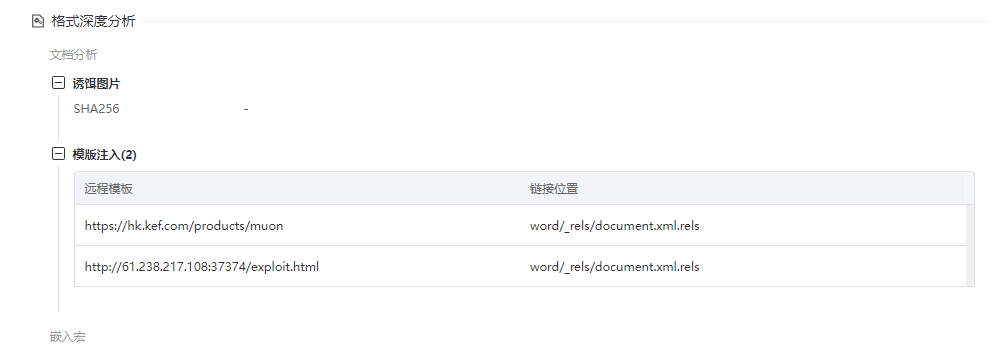 格式深度分析
文档分析
诱饵图片
SHA256 -
模版注入(2)
远程模板 链接位置
https://hk.kef.com/products/muon word/_rels/document.xml.rels
http://61.238.217.108:37374/exploit.html word/_rels/document.xml.rels
嵌入宏